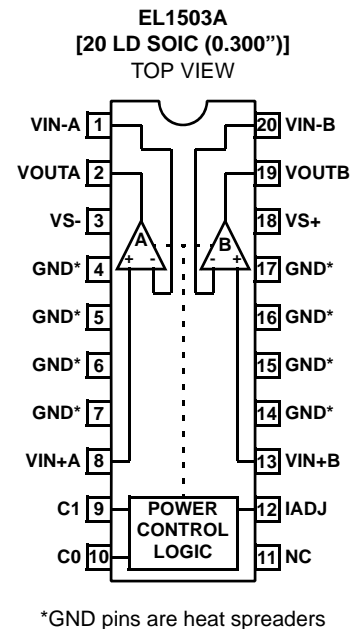 EL1503A
[20 LD SOIC (0.300”)]
TOP VIEW
VIN-A 1 20 VIN-B
VOUTA 2 19 VOUTB
VS- 3 18 VS+
A B
+ - - +
GND* 4 17 GND*
GND* 5 16 GND*
GND* 6 15 GND*
GND* 7 14 GND*
VIN+A 8 13 VIN+B
C1 9 POWER 12 IADJ
CONTROL
C0 10 LOGIC 11 NC
*GND pins are heat spreaders